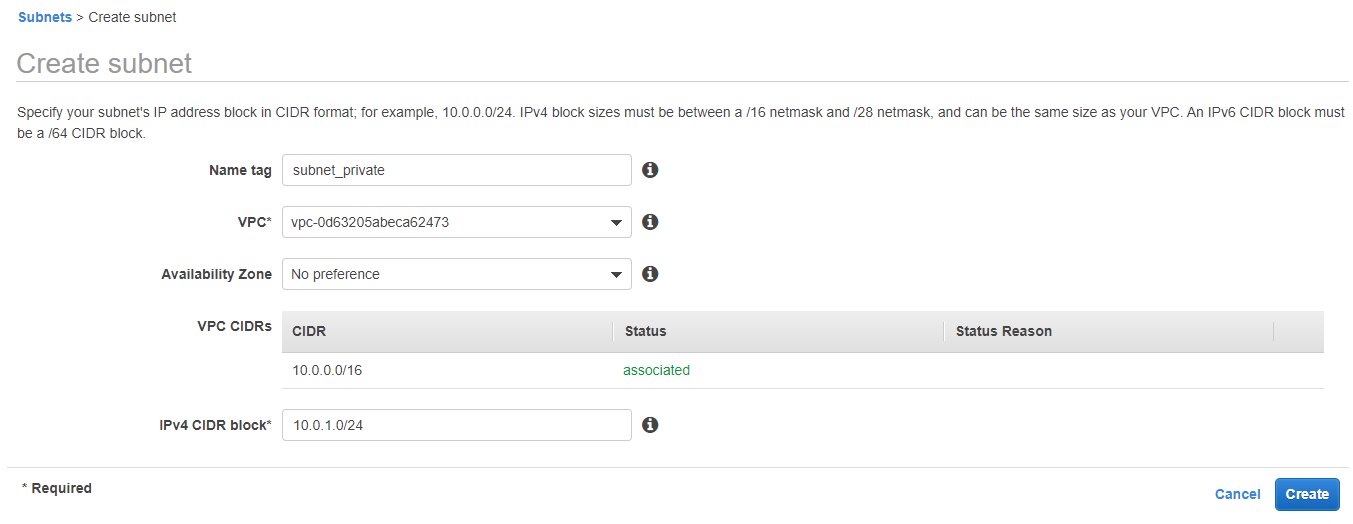 Subnets > Create subnet
Create subnet
Specify your subnet's IP address block in CIDR format; for example, 10.0.0.0/24. IPv4 block sizes must be between a /16 netmask and /28 netmask, and can be the same size as your VPC. An IPv6 CIDR block must
be a /64 CIDR block.
Name tag subnet_private
VPC* vpc-0d63205abeca62473
Availability Zone No preference
VPC CIDRs CIDR Status Status Reason
10.0.0.0/16 associated
IPv4 CIDR block* 10.0.1.0/24
* Required Cancel Create